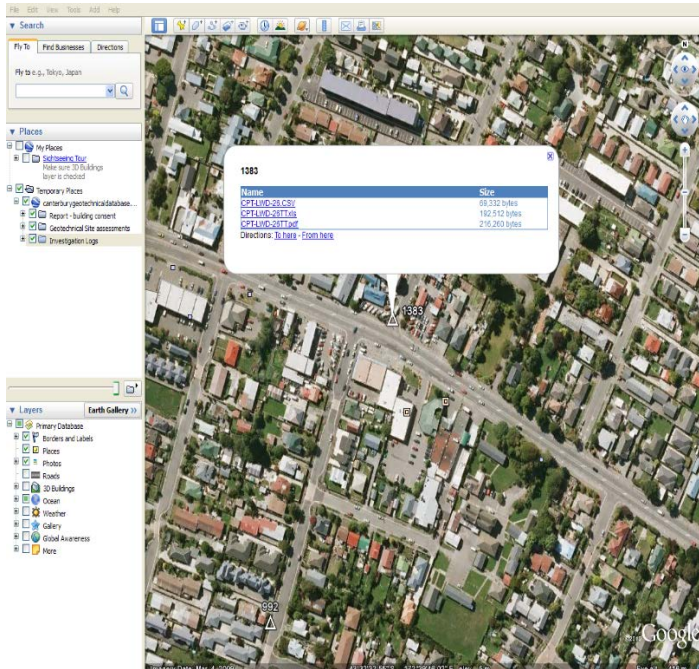 File Edit View Tools Add Help
▼ Search
Fly To Find Businesses Directions
Fly to e.g., Tokyo, Japan
▼ Places
My Places
Sightseeing Tour
Make sure 3D Buildings
layer is checked
Temporary Places
canterburygeotechnicaldatabase...
Report - building consent
Geotechnical Site assessments
Investigation Logs
▼ Layers Earth Gallery >>
Primary Database
Borders and Labels
Places
Photos
Roads
3D Buildings
Ocean
Weather
Gallery
Global Awareness
More
N
1383
Name Size
CPT-LWD-26.CSV 69,332 bytes
CPT-LWD-26TT.xls 192,512 bytes
CPT-LWD-26TT.pdf 216,260 bytes
Directions: To here - From here
1383
992
Google